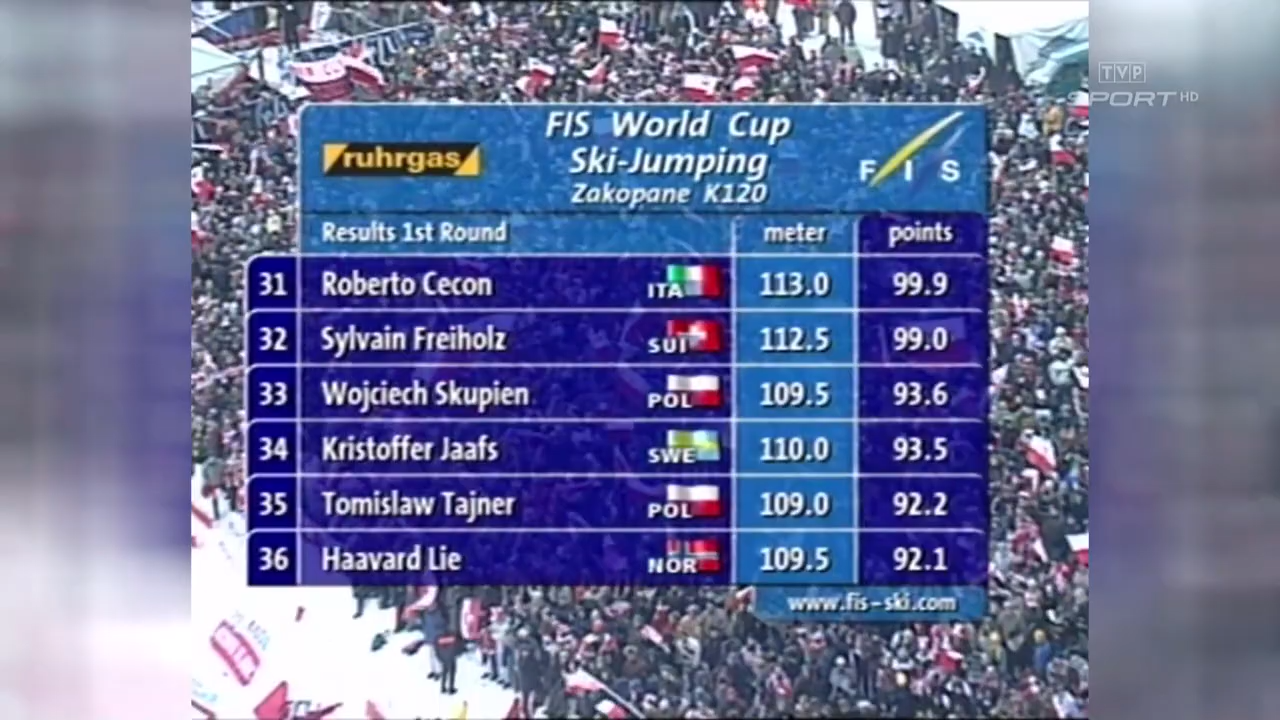 TVP
SPORT HD
FIS World Cup
ruhrgas
Ski-Jumping
FIS
Zakopane K120
Results 1st Round meter points
31 Roberto Cecon ITA 113.0 99.9
32 Sylvain Freiholz SUI 112.5 99.0
33 Wojciech Skupien POL 109.5 93.6
34 Kristoffer Jaafs SWE 110.0 93.5
35 Tomislaw Tajner POL 109.0 92.2
36 Haavard Lie NOR 109.5 92.1
www.fis-ski.com